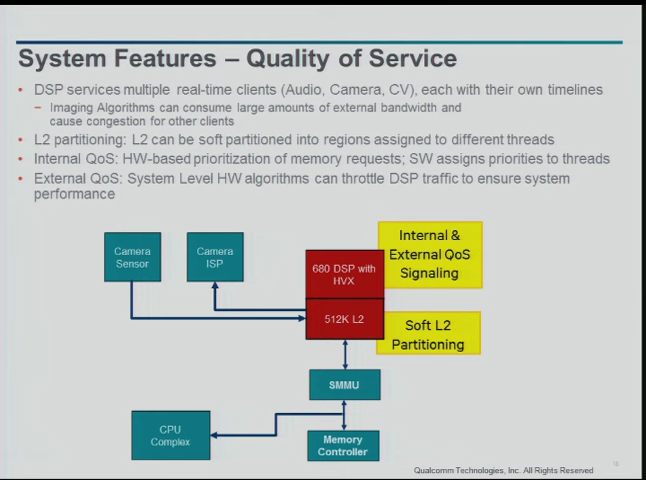 System Features – Quality of Service
• DSP services multiple real-time clients (Audio, Camera, CV), each with their own timelines
– Imaging Algorithms can consume large amounts of external bandwidth and
cause congestion for other clients
• L2 partitioning: L2 can be soft partitioned into regions assigned to different threads
• Internal QoS: HW-based prioritization of memory requests; SW assigns priorities to threads
• External QoS: System Level HW algorithms can throttle DSP traffic to ensure system
performance
Camera
Sensor
Camera
ISP
680 DSP with
HVX
512K L2
Internal &
External QoS
Signaling
Soft L2
Partitioning
SMMU
CPU
Complex
Memory
Controller
Qualcomm Technologies, Inc. All Rights Reserved